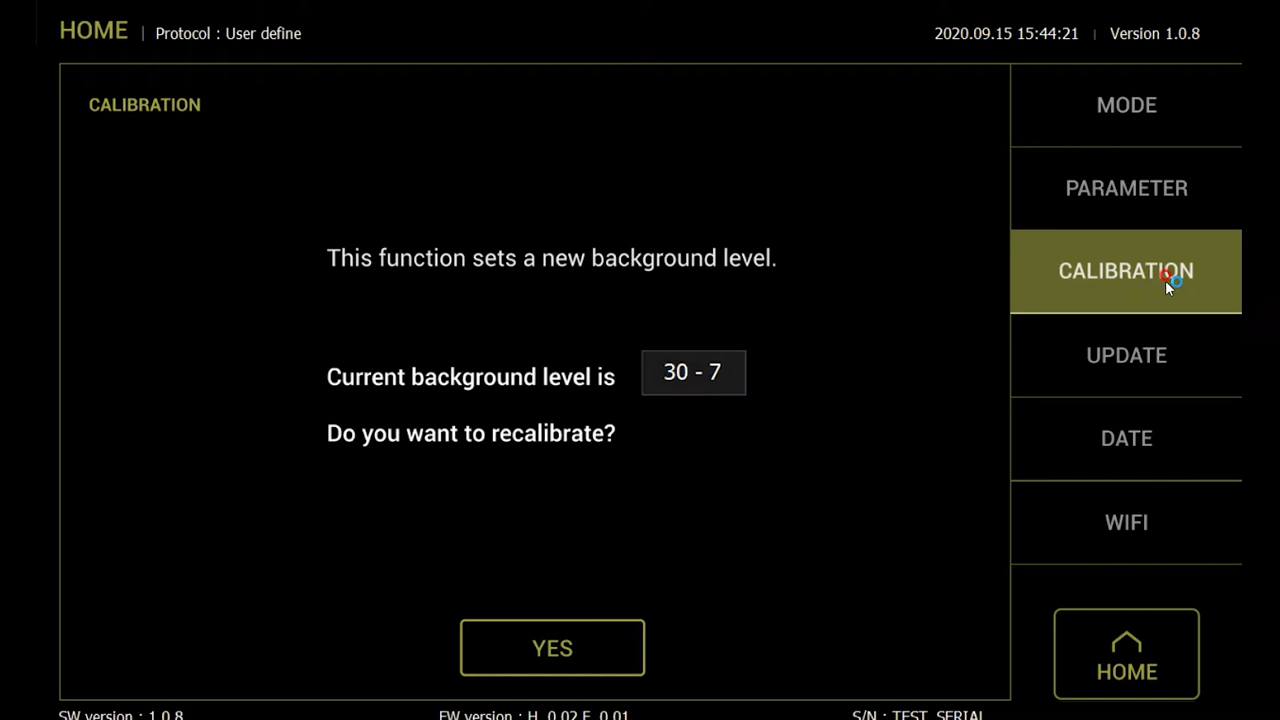 HOME | Protocol : User define
2020.09.15 15:44:21 | Version 1.0.8
CALIBRATION
This function sets a new background level.
Current background level is 30 - 7
Do you want to recalibrate?
YES
MODE
PARAMETER
CALIBRATION
UPDATE
DATE
WIFI
HOME
SW version : 1.0.8
FW version : H_0.02 F_0.01
S/N : TEST_SERIAL